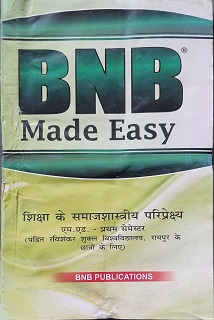 BNB®
Made Easy
शिक्षा के समाजशास्त्रीय परिप्रेक्ष्य
एम.एड. - प्रथम सेमेस्टर
(पंडित रविशंकर शुक्ल विश्वविद्यालय, रायपुर के
छात्रों के लिए)
BNB PUBLICATIONS